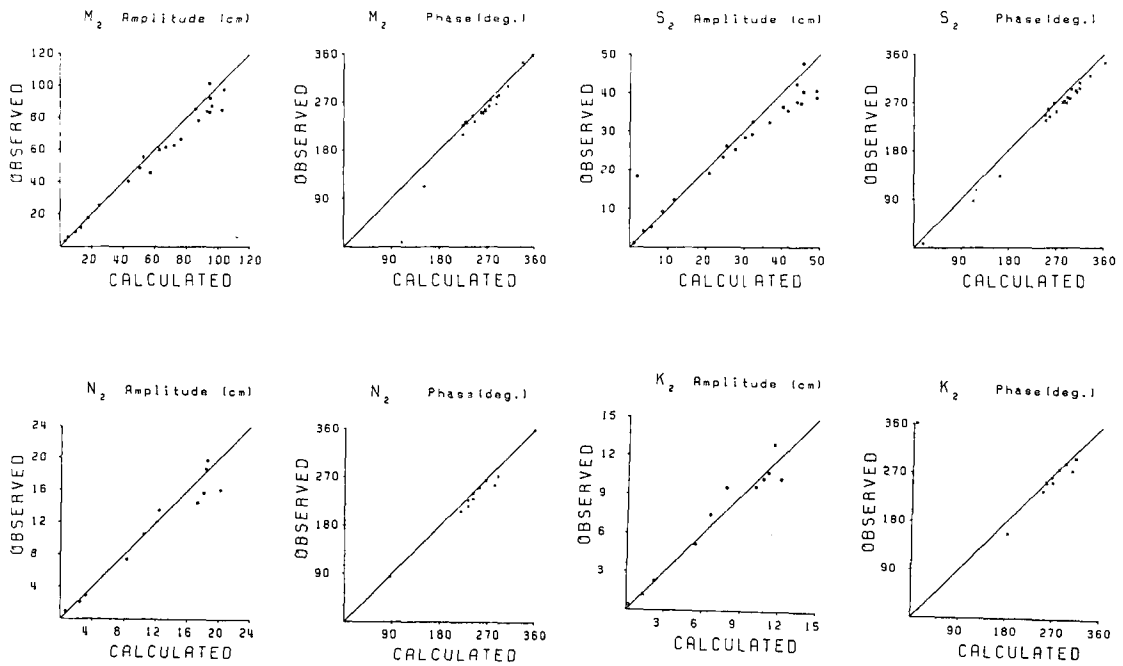 M2 Amplitude (cm)
120
100
80
60
40
20
OBSERVED
20 40 60 80 100 120
CALCULATED
M2 Phase(deg.)
360
270
180
90
OBSERVED
90 180 270 360
CALCULATED
S2 Amplitude (cm)
50
40
30
20
10
OBSERVED
10 20 30 40 50
CALCULATED
S2 Phase(deg.)
360
270
180
90
OBSERVED
90 180 270 360
CALCULATED
N2 Amplitude (cm)
24
20
16
12
8
4
OBSERVED
4 8 12 16 20 24
CALCULATED
N2 Phase(deg.)
360
270
180
90
OBSERVED
90 180 270 360
CALCULATED
K2 Amplitude (cm)
15
12
9
6
3
OBSERVED
3 6 9 12 15
CALCULATED
K2 Phase(deg.)
360
270
180
90
OBSERVED
90 180 270 360
CALCULATED